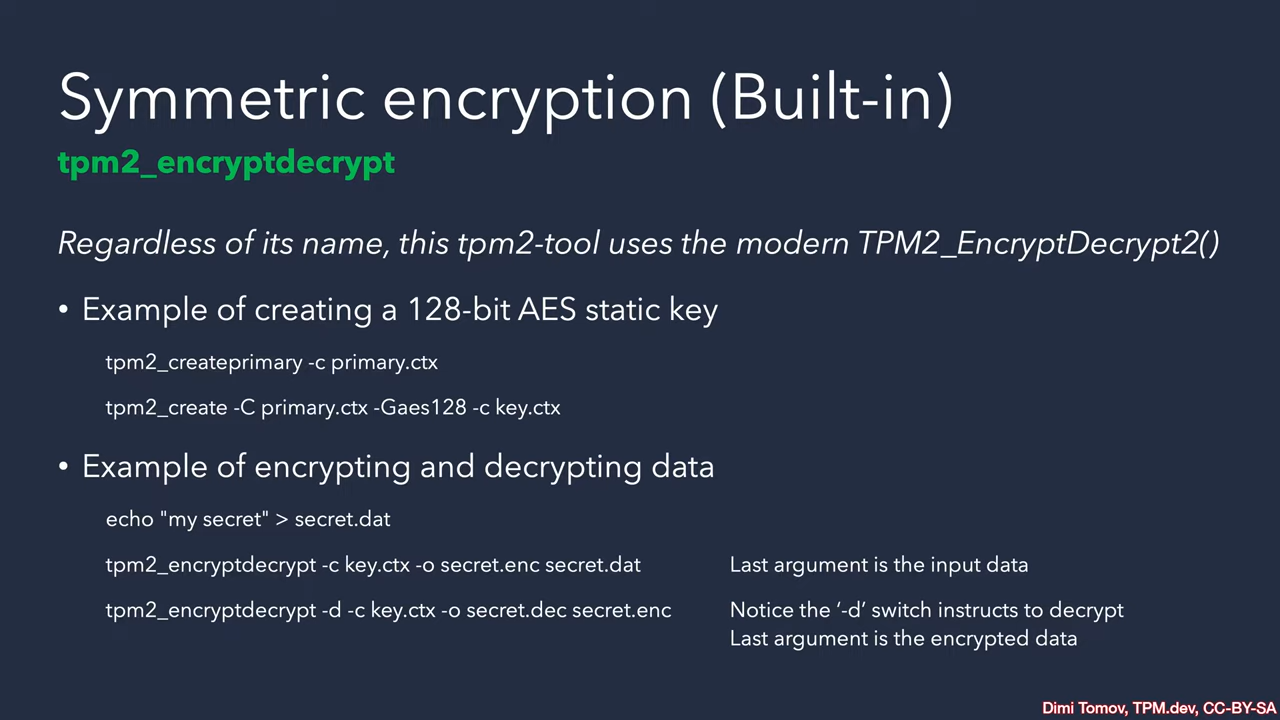 Symmetric encryption (Built-in)
tpm2_encryptdecrypt
Regardless of its name, this tpm2-tool uses the modern TPM2_EncryptDecrypt2()
• Example of creating a 128-bit AES static key
tpm2_createprimary -c primary.ctx
tpm2_create -C primary.ctx -Gaes128 -c key.ctx
• Example of encrypting and decrypting data
echo "my secret" > secret.dat
tpm2_encryptdecrypt -c key.ctx -o secret.enc secret.dat
Last argument is the input data
tpm2_encryptdecrypt -d -c key.ctx -o secret.dec secret.enc
Notice the ‘-d’ switch instructs to decrypt
Last argument is the encrypted data
Dimi Tomov, TPM.dev, CC-BY-SA